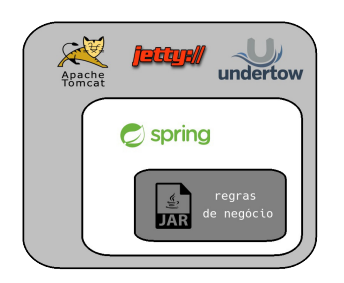 Apache
Tomcat
jetty://
undertow
spring
JAR
regras
de negócio